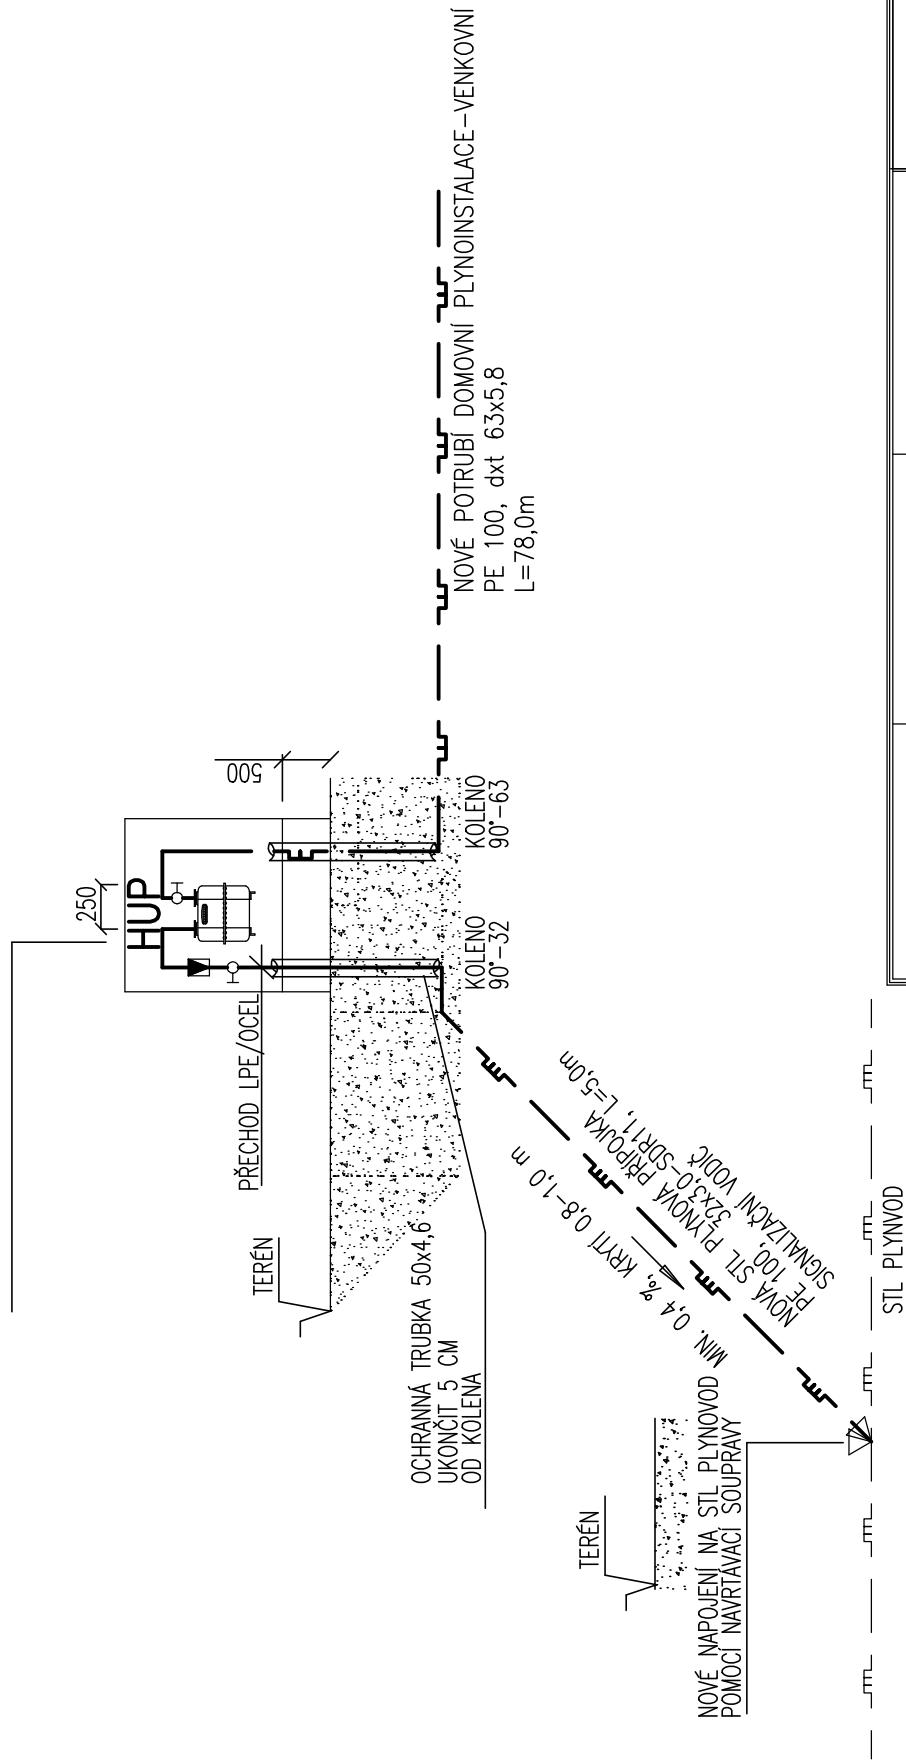 NOVÉ POTRUBÍ DOMOVNÍ PLYNOINSTALACE-VENKOVNÍ
PE 100, dxt 63x5,8
L=78,0m
500
250
HUP
KOLENO
90°-63
KOLENO
90°-32
PŘECHOD LPE/OCEL
TERÉN
OCHRANNÁ TRUBKA 50x4,6
UKONČIT 5 CM
OD KOLENA
MIN. 0,4 %, KRYTÍ 0,8-1,0 m
NOVÁ STL PLYNOVÁ PŘÍPOJKA
PE 100, 32x3,0-SDR11, L=5,0m
SIGNALIZAČNÍ VODIČ
TERÉN
NOVÉ NAPOJENÍ NA STL PLYNOVOD
POMOCÍ NAVRTÁVACÍ SOUPRAVY
STL PLYNVOD